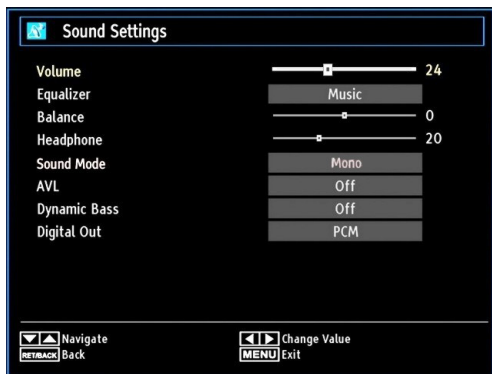 Sound Settings
Volume 24
Equalizer Music
Balance 0
Headphone 20
Sound Mode Mono
AVL Off
Dynamic Bass Off
Digital Out PCM
Navigate Change Value
RET/BACK Back MENU Exit